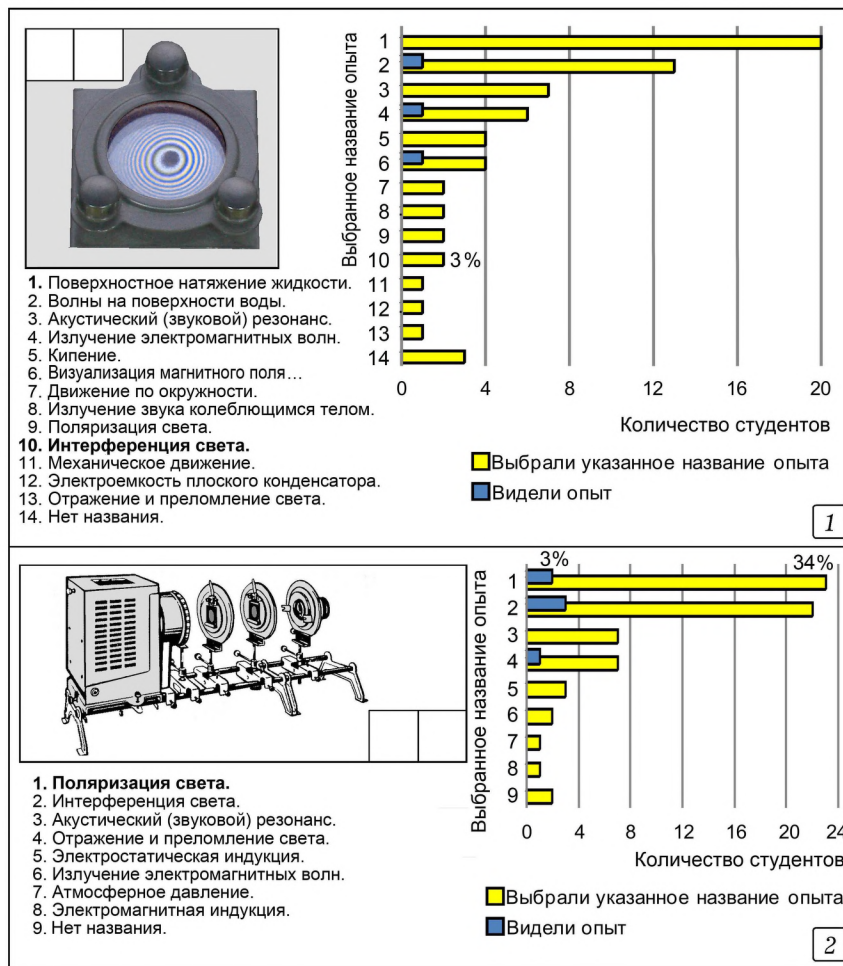 Выбранное название опыта
1
2
3
4
5
6
7
8
9
10
11
12
13
14
3%
0
4
8
12
16
20
Количество студентов
Выбрали указанное название опыта
Видели опыт
1. Поверхностное натяжение жидкости.
2. Волны на поверхности воды.
3. Акустический (звуковой) резонанс.
4. Излучение электромагнитных волн.
5. Кипение.
6. Визуализация магнитного поля…
7. Движение по окружности.
8. Излучение звука колеблющимся телом.
9. Поляризация света.
10. Интерференция света.
11. Механическое движение.
12. Электроемкость плоского конденсатора.
13. Отражение и преломление света.
14. Нет названия.
1
Выбранное название опыта
3%
34%
1
2
3
4
5
6
7
8
9
0
4
8
12
16
20
24
Количество студентов
Выбрали указанное название опыта
Видели опыт
1. Поляризация света.
2. Интерференция света.
3. Акустический (звуковой) резонанс.
4. Отражение и преломление света.
5. Электростатическая индукция.
6. Излучение электромагнитных волн.
7. Атмосферное давление.
8. Электромагнитная индукция.
9. Нет названия.
2